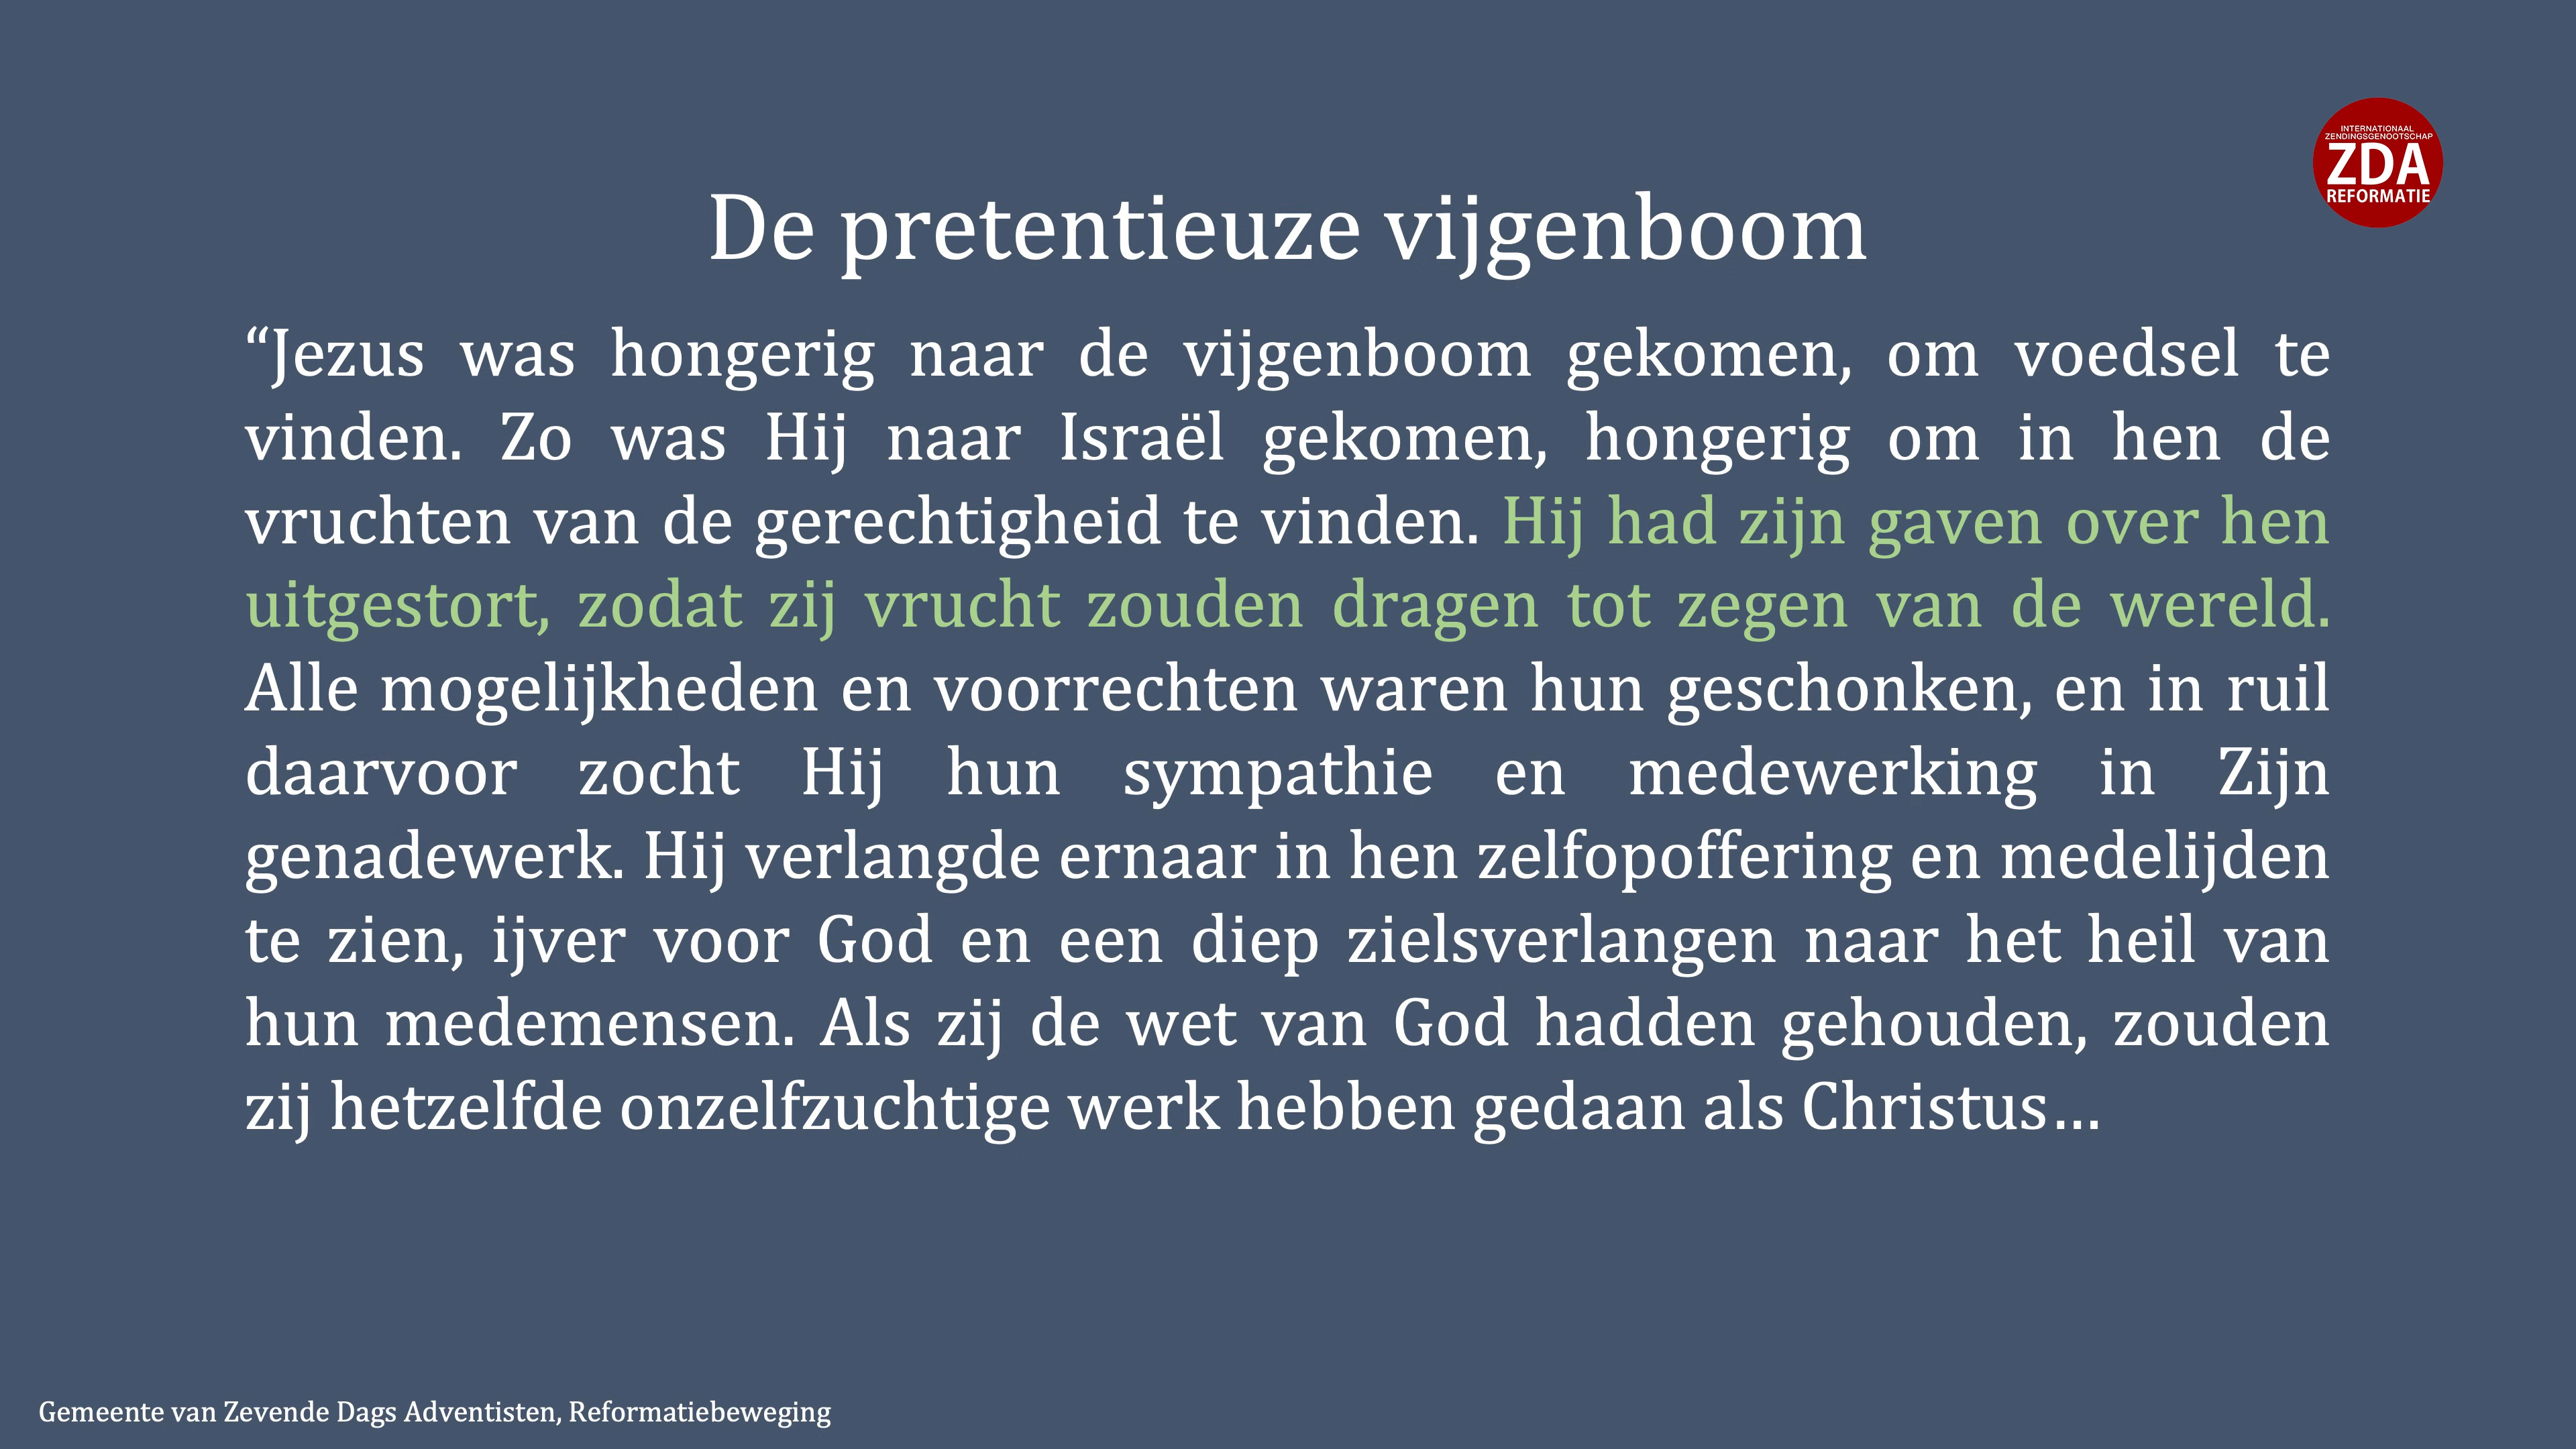 INTERNATIONAAL
ZENDINGSGENOOTSCHAP
ZDA
REFORMATIE
De pretentieuze vijgenboom
“Jezus was hongerig naar de vijgenboom gekomen, om voedsel te
vinden. Zo was Hij naar Israël gekomen, hongerig om in hen de
vruchten van de gerechtigheid te vinden. Hij had zijn gaven over hen
uitgestort, zodat zij vrucht zouden dragen tot zegen van de wereld.
Alle mogelijkheden en voorrechten waren hun geschonken, en in ruil
daarvoor zocht Hij hun sympathie en medewerking in Zijn
genadewerk. Hij verlangde ernaar in hen zelfopoffering en medelijden
te zien, ijver voor God en een diep zielsverlangen naar het heil van
hun medemensen. Als zij de wet van God hadden gehouden, zouden
zij hetzelfde onzelfzuchtige werk hebben gedaan als Christus…
Gemeente van Zevende Dags Adventisten, Reformatiebeweging